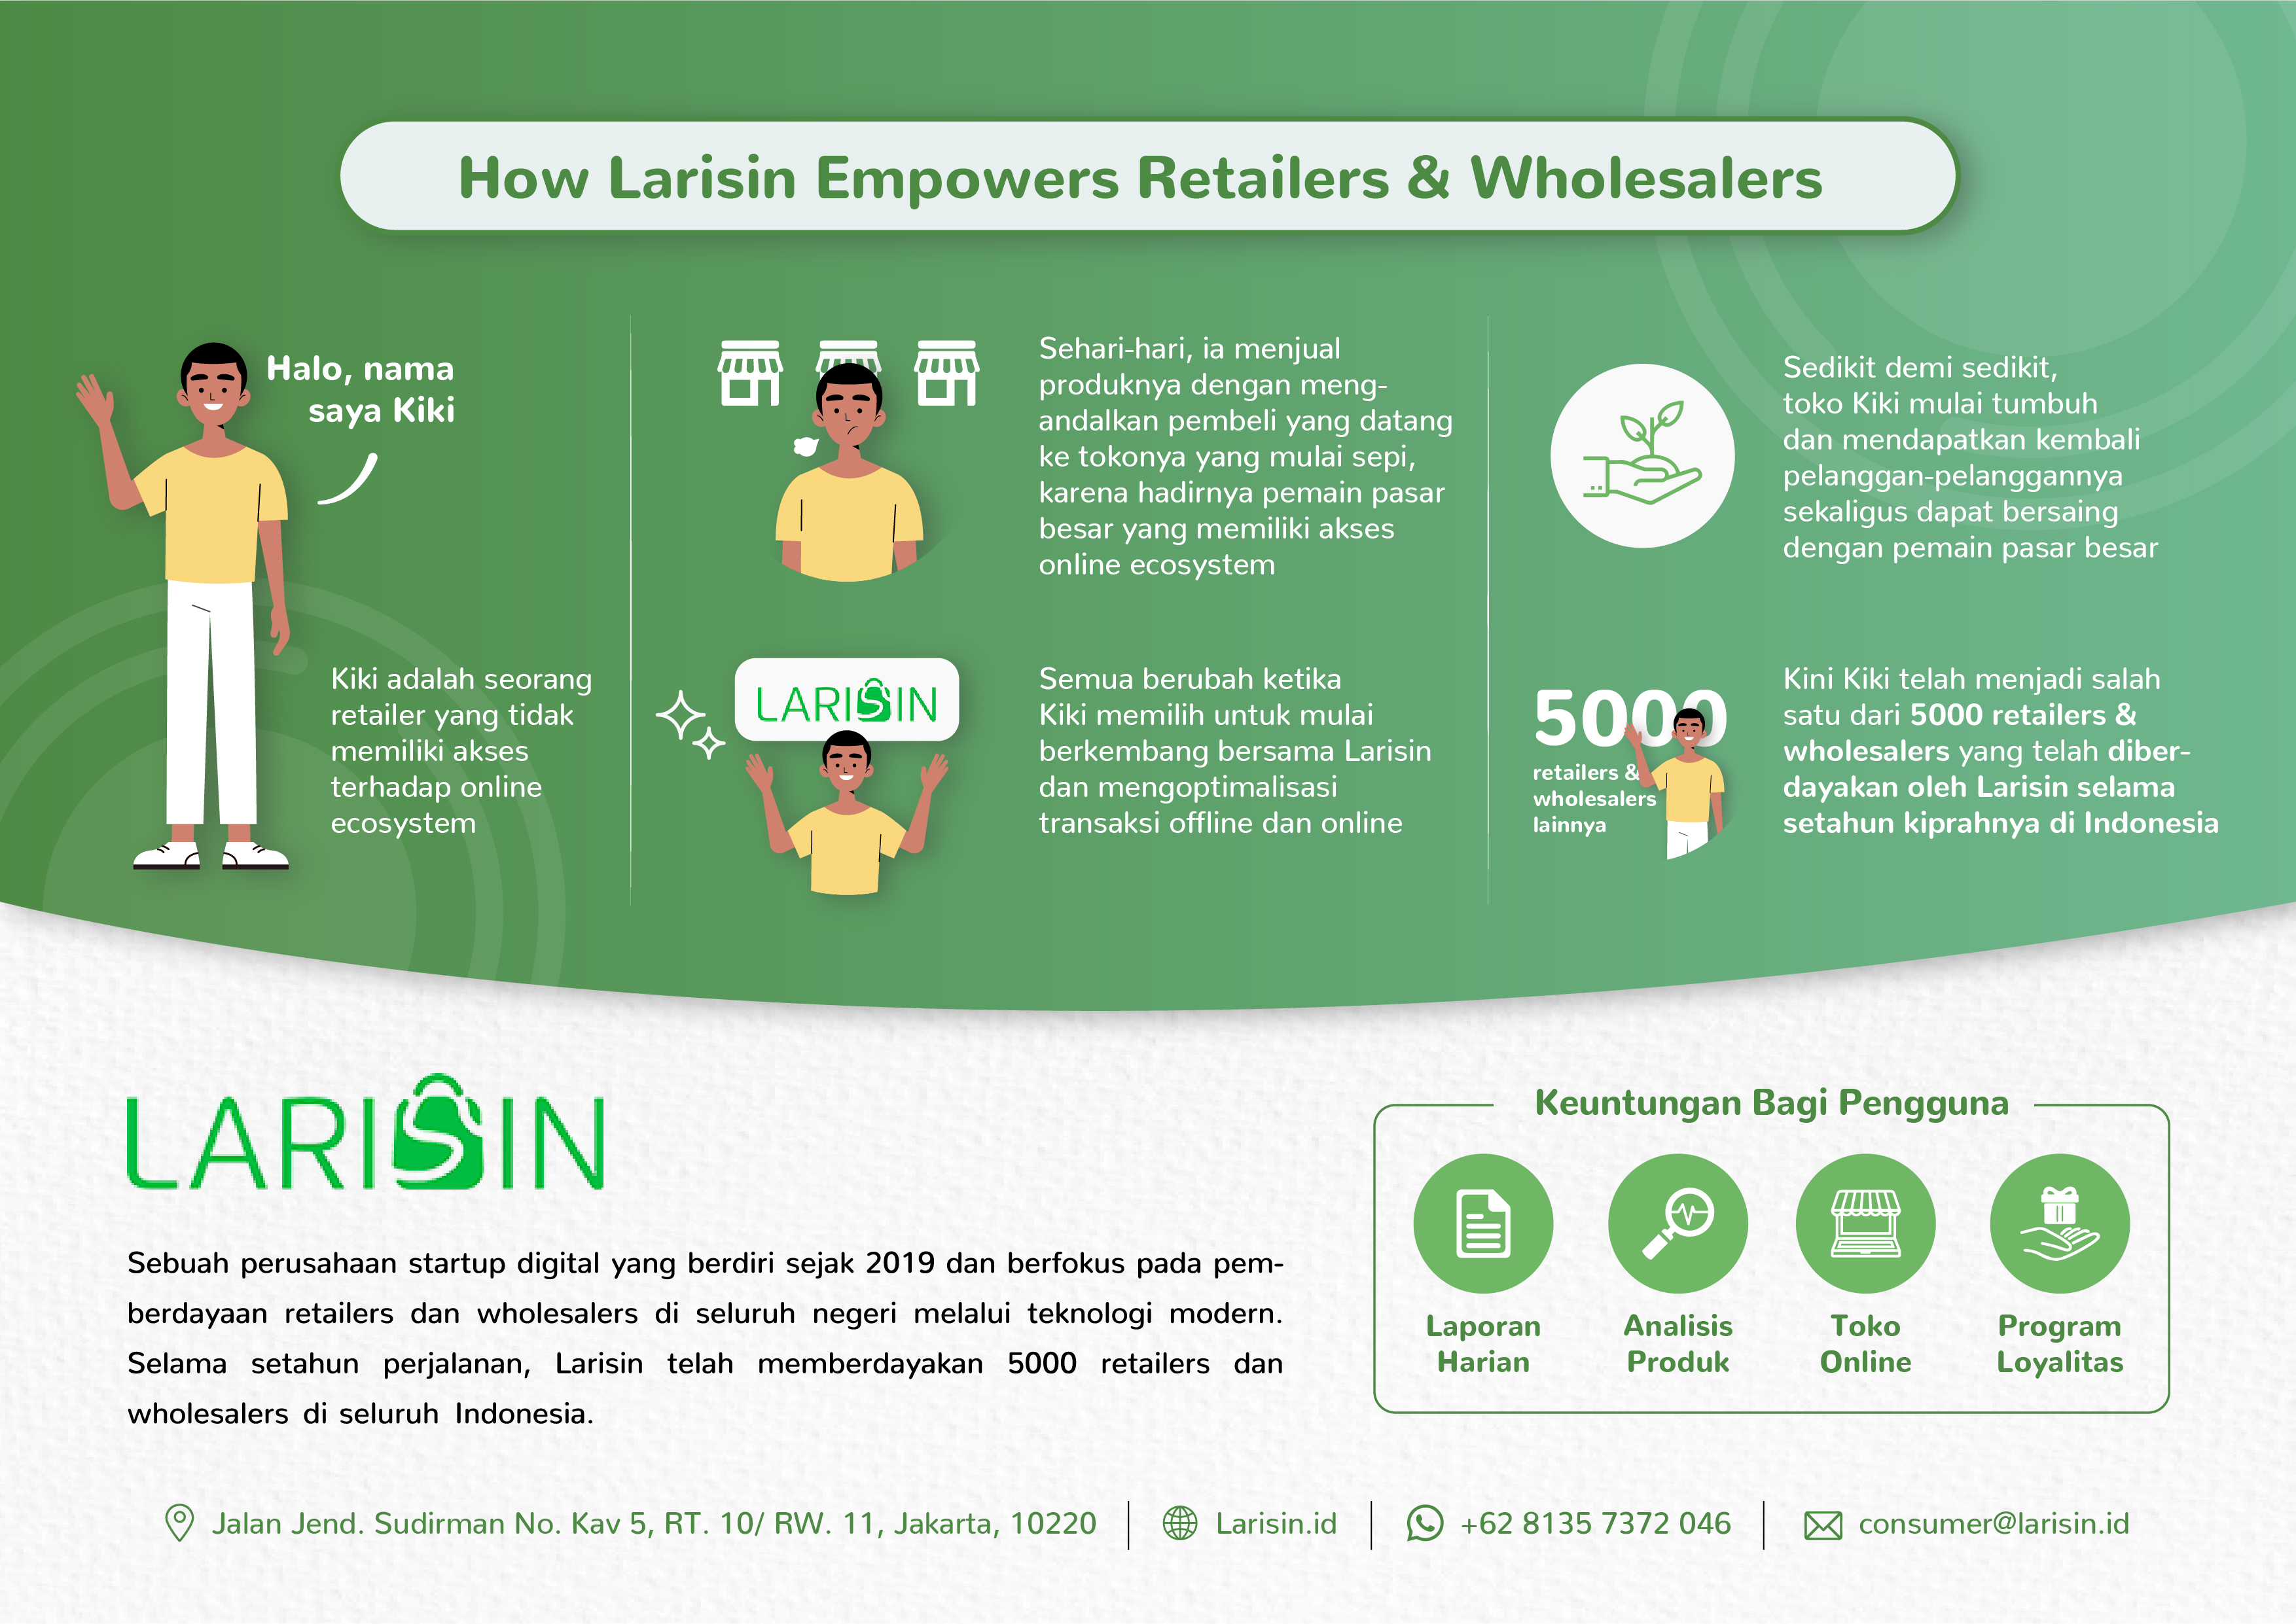 How Larisin Empowers Retailers & Wholesalers
Halo, nama
saya Kiki
Kiki adalah seorang
retailer yang tidak
memiliki akses
terhadap online
ecosystem
Sehari-hari, ia menjual
produknya dengan meng-
andalkan pembeli yang datang
ke tokonya yang mulai sepi,
karena hadirnya pemain pasar
besar yang memiliki akses
online ecosystem
LARISIN
Semua berubah ketika
Kiki memilih untuk mulai
berkembang bersama Larisin
dan mengoptimalisasi
transaksi offline dan online
Sedikit demi sedikit,
toko Kiki mulai tumbuh
dan mendapatkan kembali
pelanggan-pelanggannya
sekaligus dapat bersaing
dengan pemain pasar besar
5000
retailers &
wholesalers
lainnya
Kini Kiki telah menjadi salah
satu dari 5000 retailers &
wholesalers yang telah diber-
dayakan oleh Larisin selama
setahun kiprahnya di Indonesia
LARISIN
Sebuah perusahaan startup digital yang berdiri sejak 2019 dan berfokus pada pem-
berdayaan retailers dan wholesalers di seluruh negeri melalui teknologi modern.
Selama setahun perjalanan, Larisin telah memberdayakan 5000 retailers dan
wholesalers di seluruh Indonesia.
Keuntungan Bagi Pengguna
Laporan
Harian
Analisis
Produk
Toko
Online
Program
Loyalitas
Jalan Jend. Sudirman No. Kav 5, RT. 10/ RW. 11, Jakarta, 10220
Larisin.id
+62 8135 7372 046
consumer@larisin.id